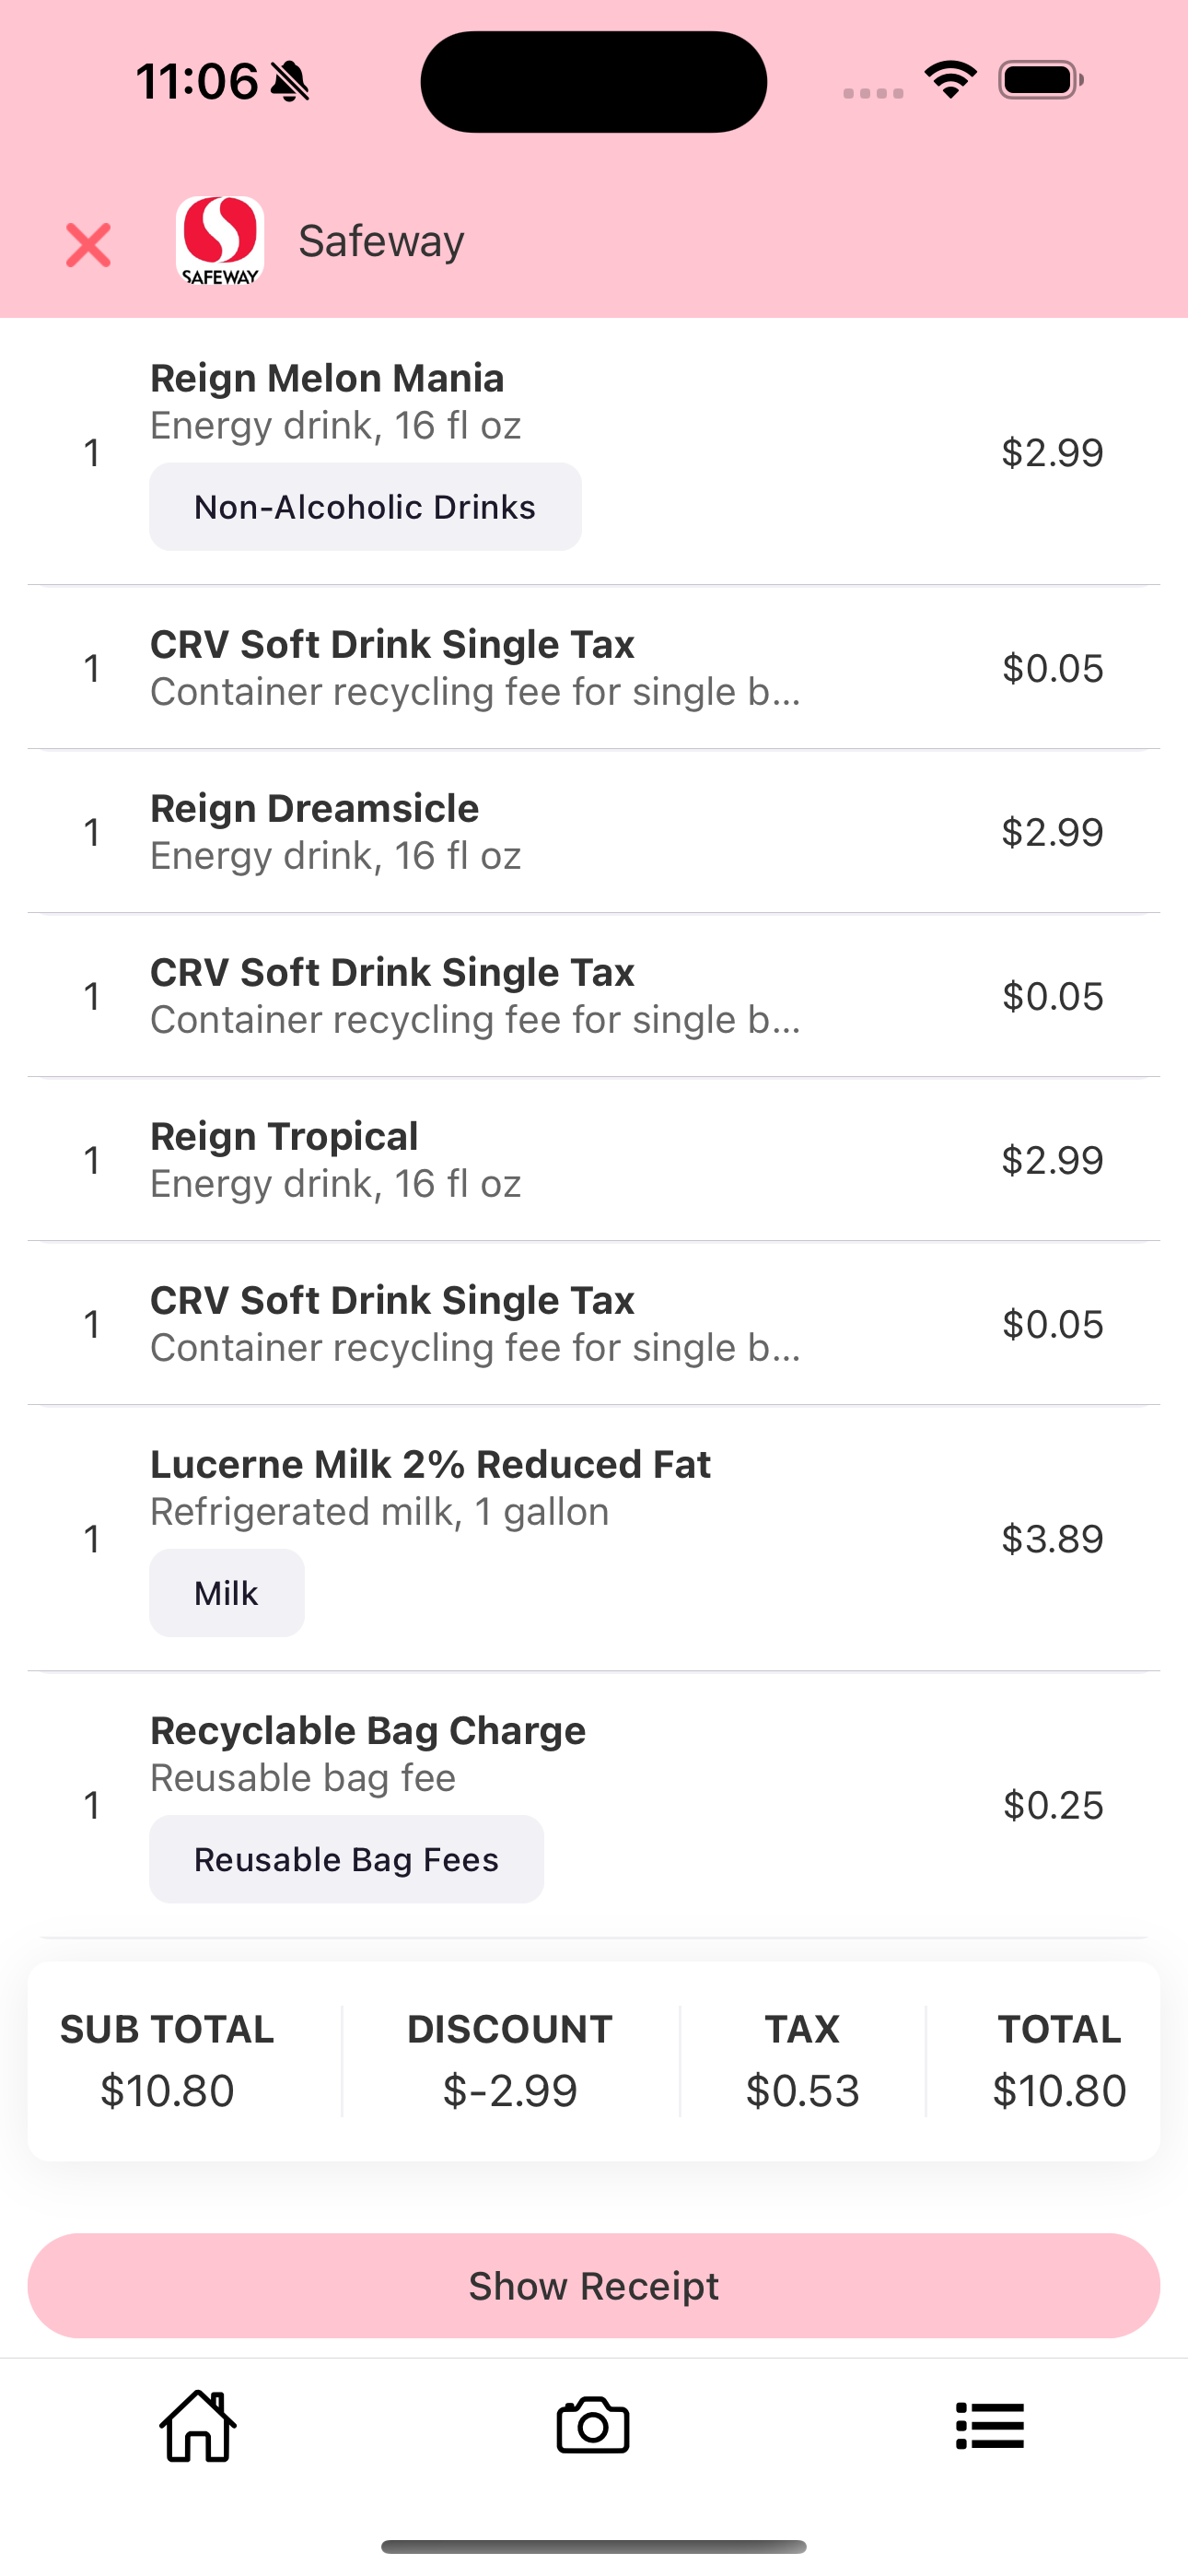 11:06
SAFEWAY
Safeway
Reign Melon Mania
Energy drink, 16 fl oz
1
$2.99
Non-Alcoholic Drinks
CRV Soft Drink Single Tax
1
$0.05
Container recycling fee for single b...
Reign Dreamsicle
1
$2.99
Energy drink, 16 fl oz
CRV Soft Drink Single Tax
1
$0.05
Container recycling fee for single b...
Reign Tropical
1
$2.99
Energy drink, 16 fl oz
CRV Soft Drink Single Tax
1
$0.05
Container recycling fee for single b...
Lucerne Milk 2% Reduced Fat
Refrigerated milk, 1 gallon
1
$3.89
Milk
Recyclable Bag Charge
Reusable bag fee
1
$0.25
Reusable Bag Fees
SUB TOTAL
$10.80
DISCOUNT
$-2.99
TAX
$0.53
TOTAL
$10.80
Show Receipt